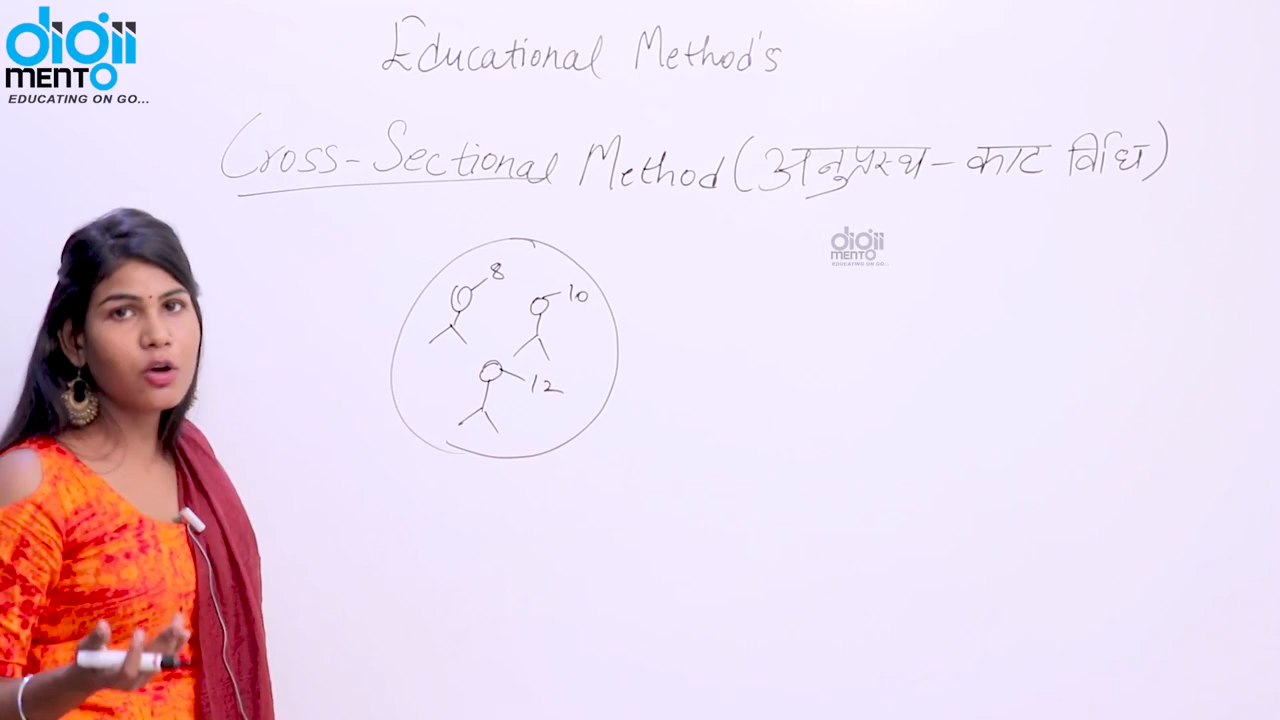 digii
MENTO
EDUCATING ON GO...
Educational Method's
Cross-Sectional Method (अनुप्रस्थ-काट विधि)
digii
MENTO
EDUCATING ON GO...
8
10
12